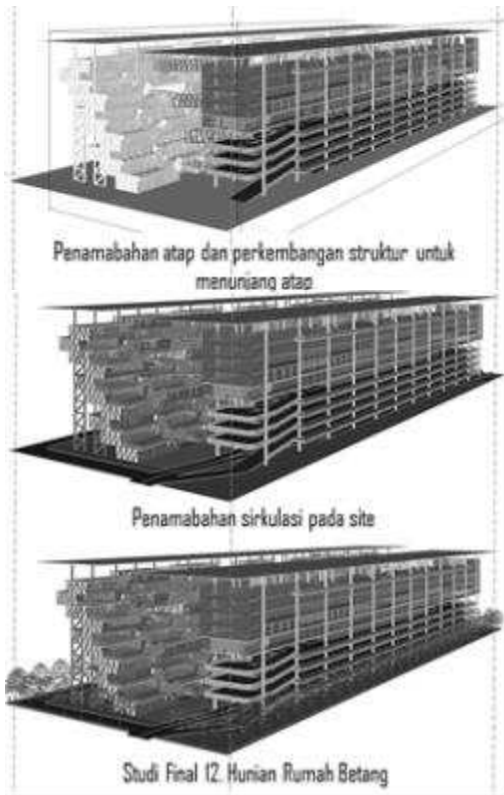 Penamabahan atap dan perkembangan struktur untuk
menunjang atap
Penamabahan sirkulasi pada site
Studi Final 12. Hunian Rumah Betang